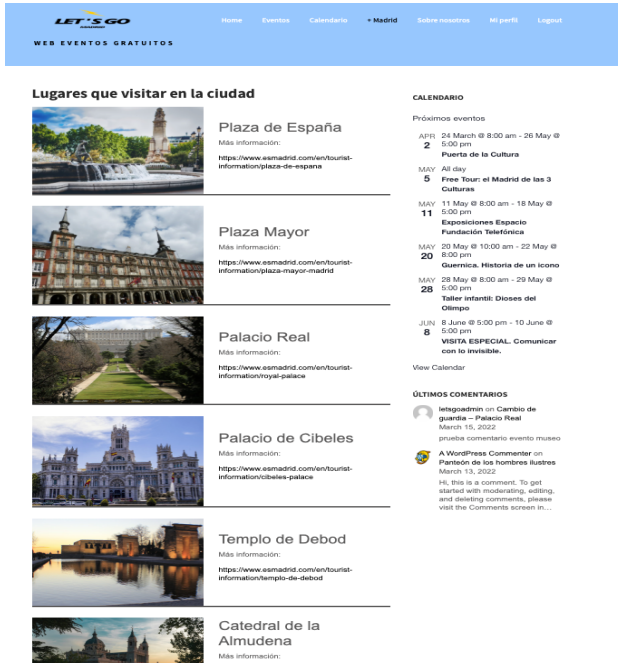 LET'S GO
WEB EVENTOS GRATUITOS
Home Eventos Calendario + Madrid Sobre nosotros Mi perfil Logout
Lugares que visitar en la ciudad
Plaza de España
Más información:
https://www.esmadrid.com/en/tourist-
information/plaza-de-espana
Plaza Mayor
Más información:
https://www.esmadrid.com/en/tourist-
information/plaza-mayor-madrid
Palacio Real
Más información:
https://www.esmadrid.com/en/tourist-
information/royal-palace
Palacio de Cibeles
Más información:
https://www.esmadrid.com/en/tourist-
information/cibeles-palace
Templo de Debod
Más información:
https://www.esmadrid.com/en/tourist-
information/templo-de-debod
Catedral de la
Almudena
Más información:
CALENDARIO
Próximos eventos
APR 24 March @ 8:00 am - 26 May @
2 5:00 pm
Puerta de la Cultura
MAY All day
5 Free Tour: el Madrid de las 3
Culturas
MAY 11 May @ 8:00 am - 18 May @
11 5:00 pm
Exposiciones Espacio
Fundación Telefónica
MAY 20 May @ 10:00 am - 22 May @
20 8:00 pm
Guernica. Historia de un icono
MAY 28 May @ 8:00 am - 29 May @
28 5:00 pm
Taller infantil: Dioses del
Olimpo
JUN 8 June @ 5:00 pm - 10 June @
8 5:00 pm
VISITA ESPECIAL. Comunicar
con lo invisible.
View Calendar
ÚLTIMOS COMENTARIOS
letsgoadmin on Cambio de
guardia – Palacio Real
March 15, 2022
prueba comentario evento museo
A WordPress Commenter on
Panteón de los hombres ilustres
March 13, 2022
Hi, this is a comment. To get
started with moderating, editing,
and deleting comments, please
visit the Comments screen in…